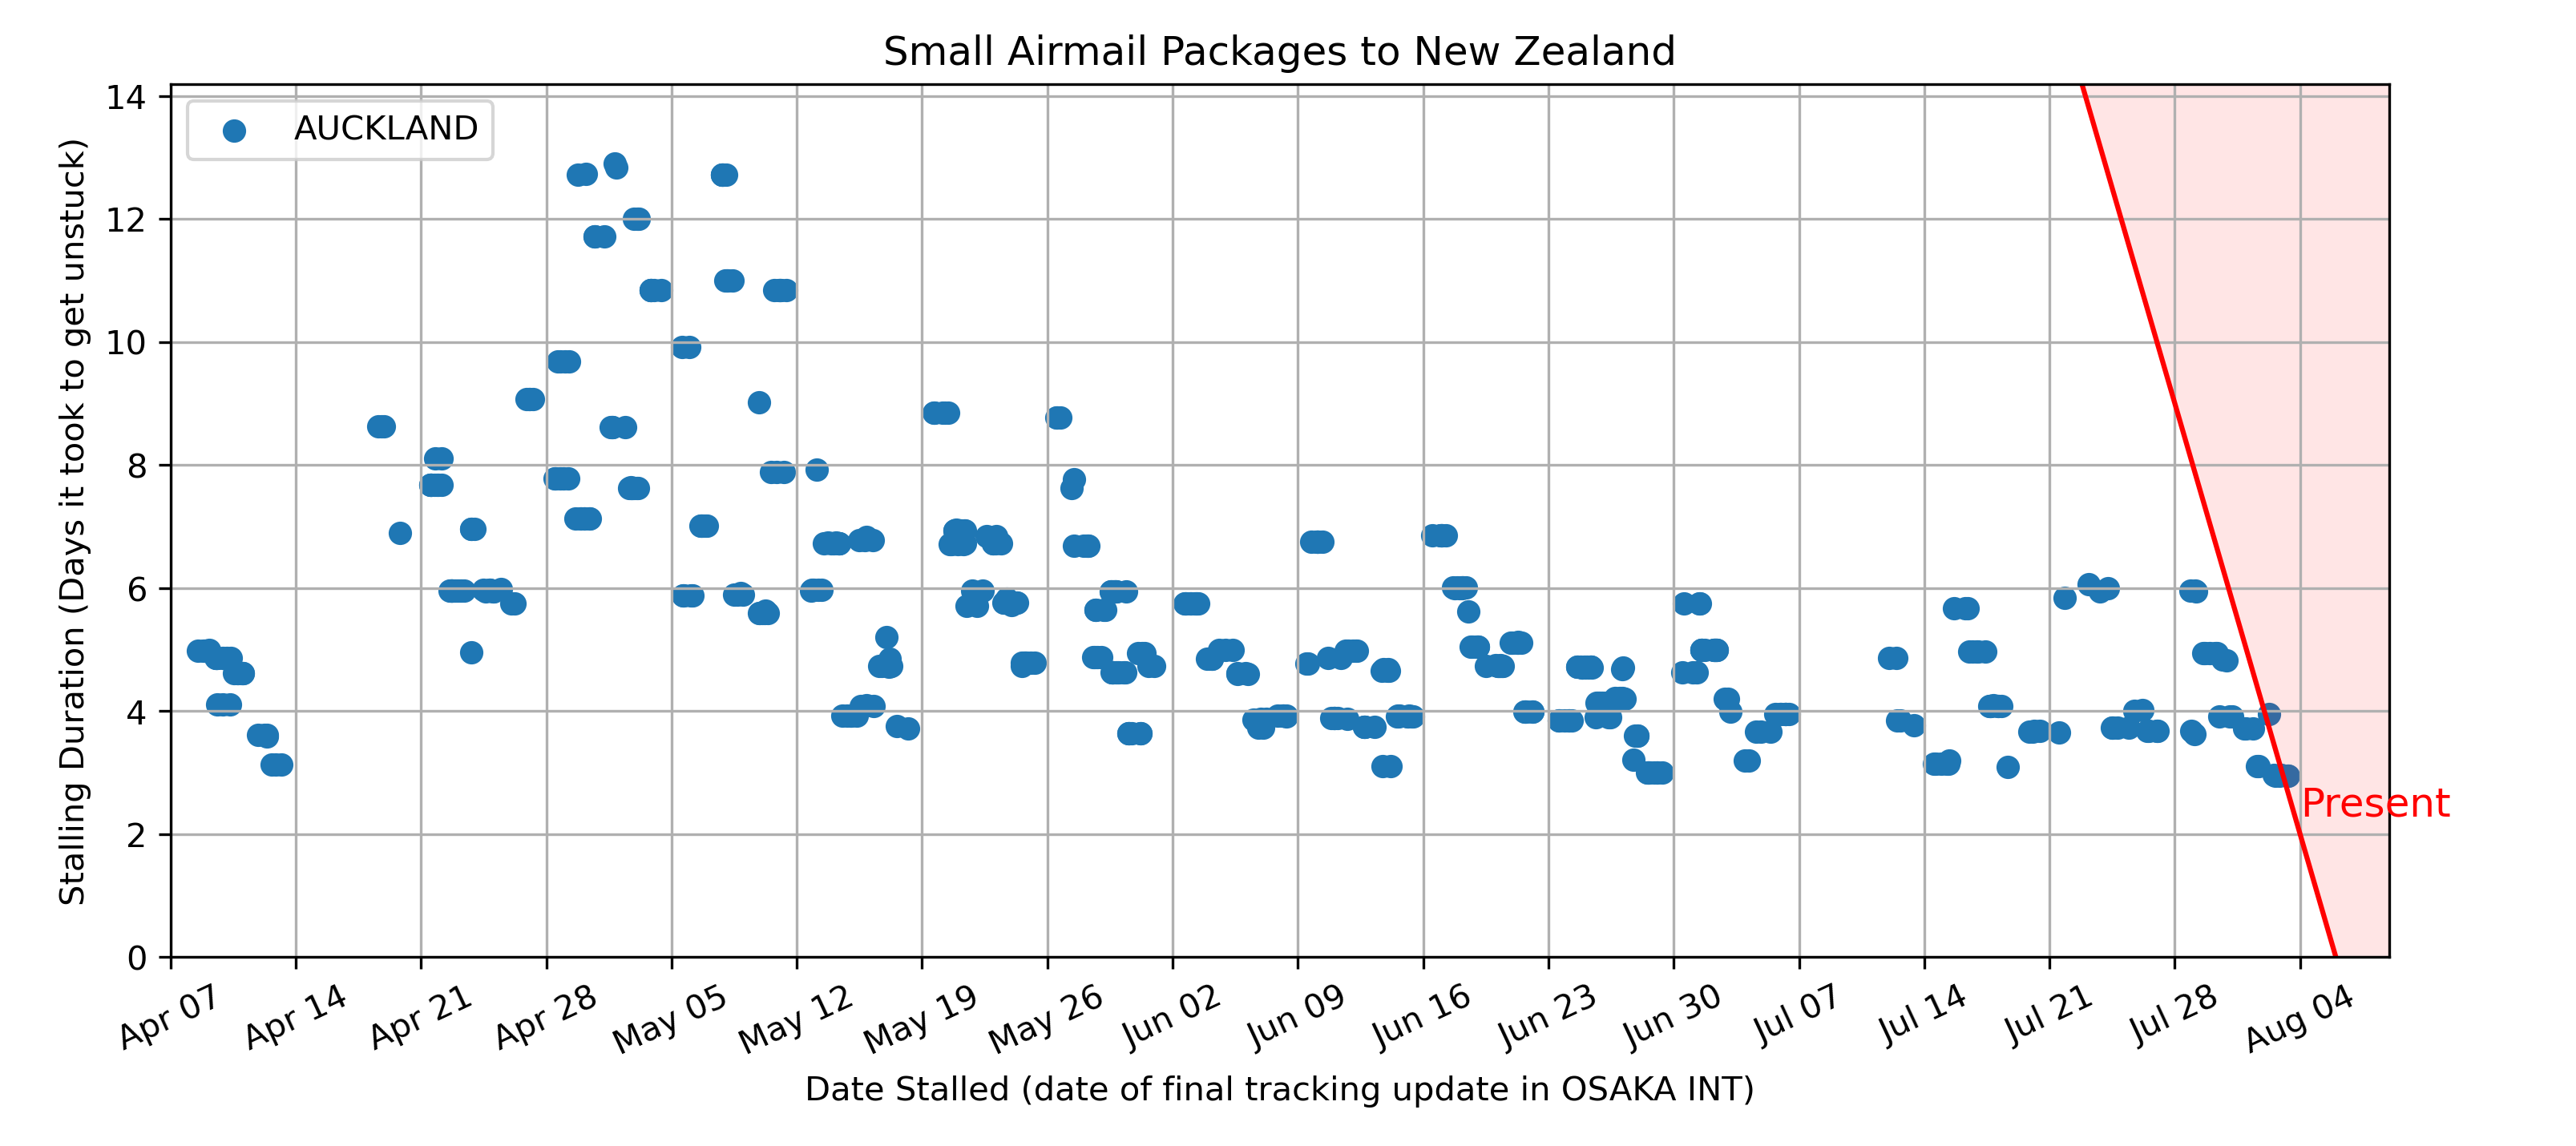 Small Airmail Packages to New Zealand
AUCKLAND
Stalling Duration (Days it took to get unstuck)
14
12
10
8
6
4
2
0
Present
Apr 07
Apr 14
Apr 21
Apr 28
May 05
May 12
May 19
May 26
Jun 02
Jun 09
Jun 16
Jun 23
Jun 30
Jul 07
Jul 14
Jul 21
Jul 28
Aug 04
Date Stalled (date of final tracking update in OSAKA INT)